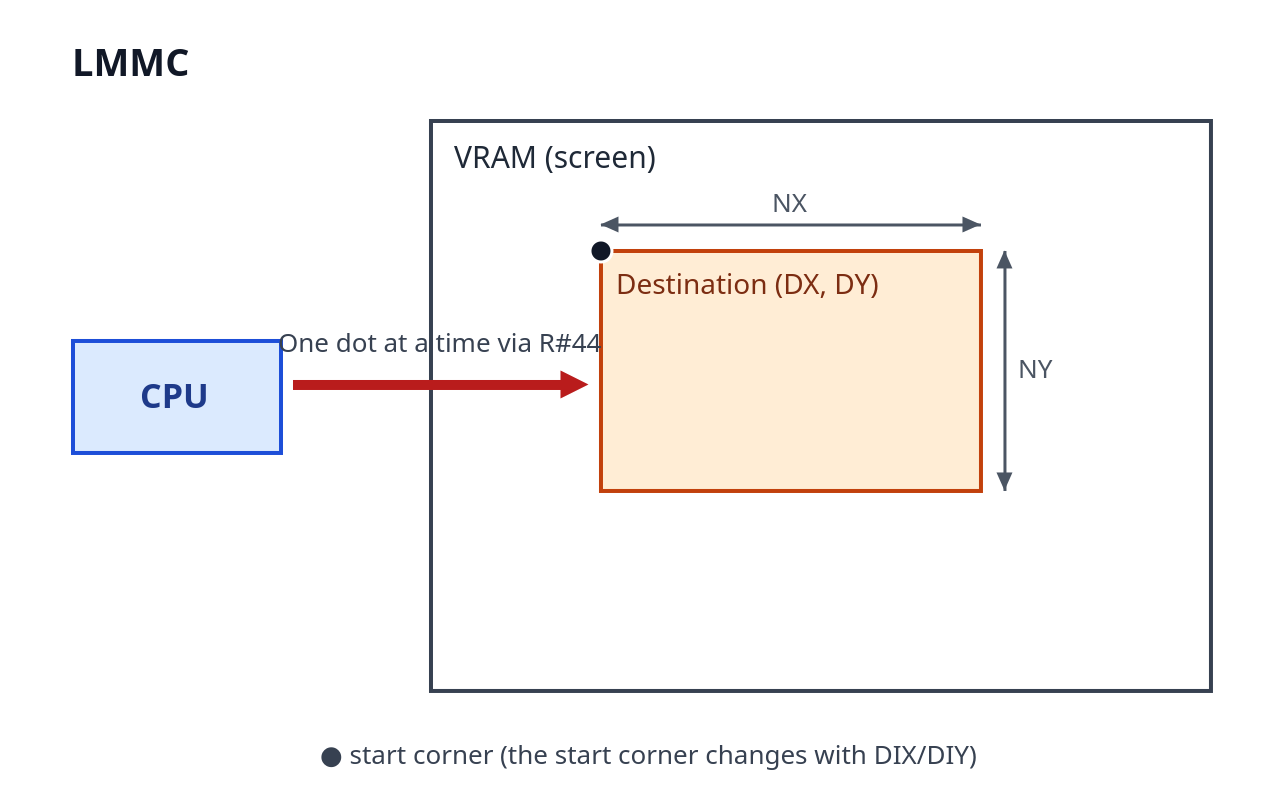 LMMC
VRAM (screen)
NX
Destination (DX, DY)
One dot at a time via R#44
NY
CPU
● start corner (the start corner changes with DIX/DIY)